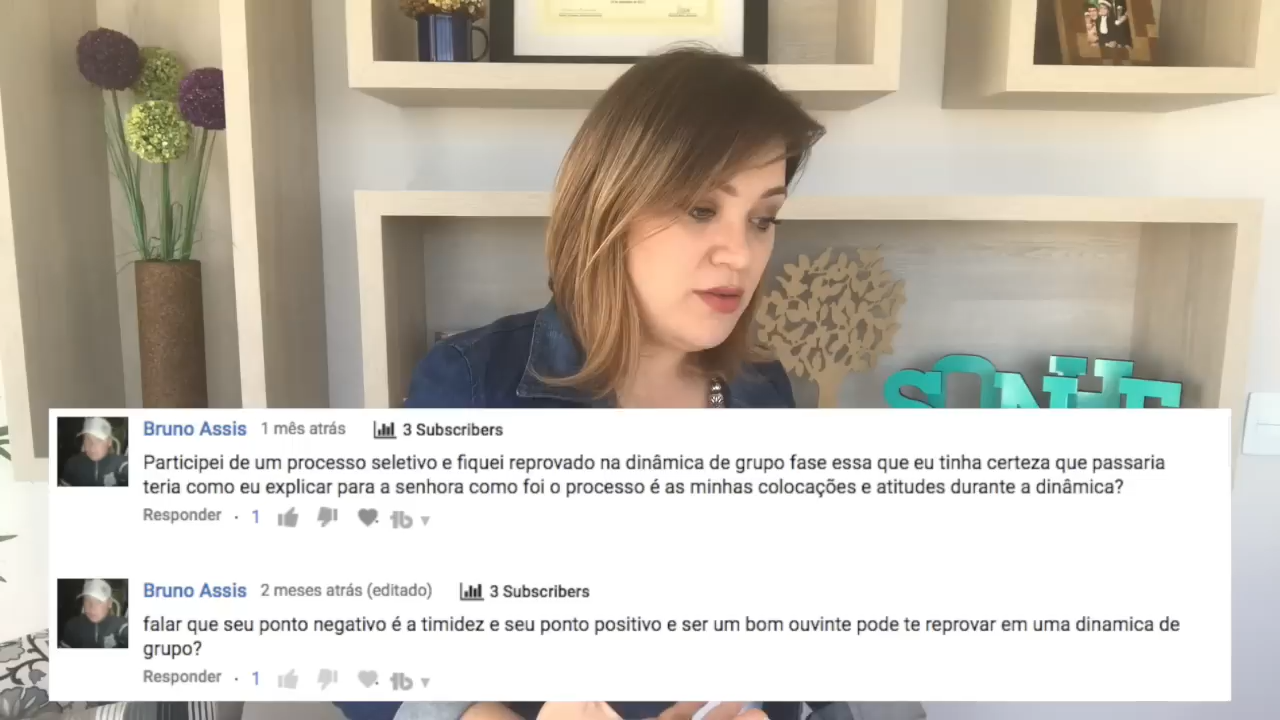 SONHE
Bruno Assis 1 mês atrás 3 Subscribers
Participei de um processo seletivo e fiquei reprovado na dinâmica de grupo fase essa que eu tinha certeza que passaria
teria como eu explicar para a senhora como foi o processo é as minhas colocações e atitudes durante a dinâmica?
Responder · 1
Bruno Assis 2 meses atrás (editado) 3 Subscribers
falar que seu ponto negativo é a timidez e seu ponto positivo e ser um bom ouvinte pode te reprovar em uma dinamica de
grupo?
Responder · 1